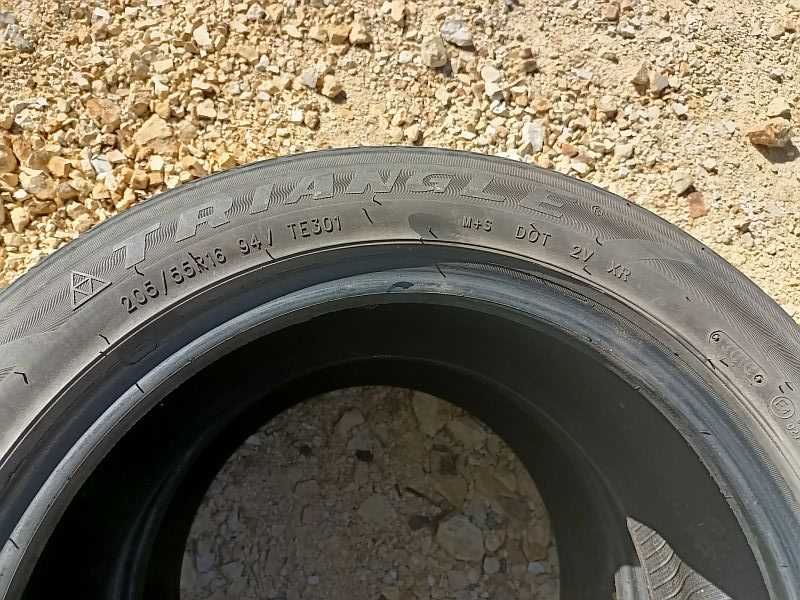 TRIANGLE®
205/55R16 94V TE301 M+S DOT 2V XR